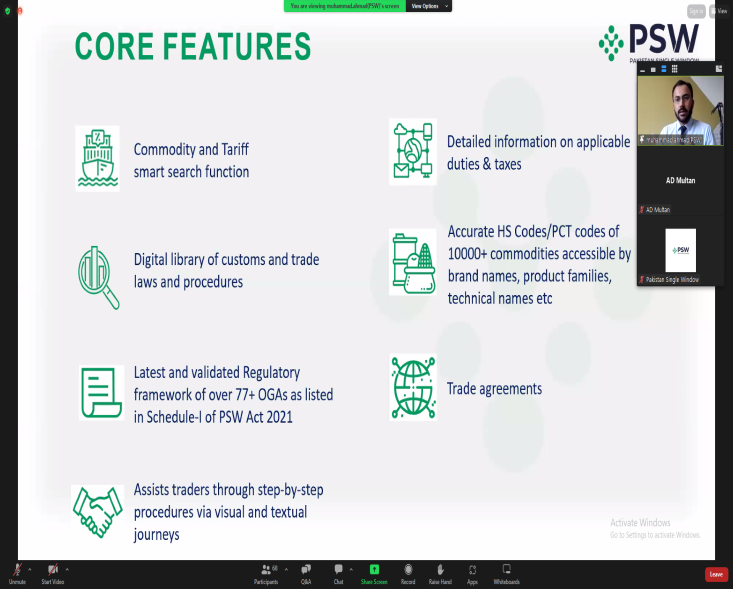 You are viewing muhammad.ahmad(PSW)'s screen
View Options
Sign in
View
CORE FEATURES
PSW
PAKISTAN SINGLE WINDOW
Commodity and Tariff
smart search function
Digital library of customs and trade
laws and procedures
Latest and validated Regulatory
framework of over 77+ OGAs as listed
in Schedule-I of PSW Act 2021
Assists traders through step-by-step
procedures via visual and textual
journeys
Detailed information on applicable
duties & taxes
Accurate HS Codes/PCT codes of
10000+ commodities accessible by
brand names, product families,
technical names etc
Trade agreements
AD Multan
AD Multan
PSW
Pakistan Single Window
Activate Windows
Go to Settings to activate Windows.
Unmute
Start Video
Participants
Q&A
Chat
Share Screen
Record
Raise Hand
Apps
Whiteboards
Leave